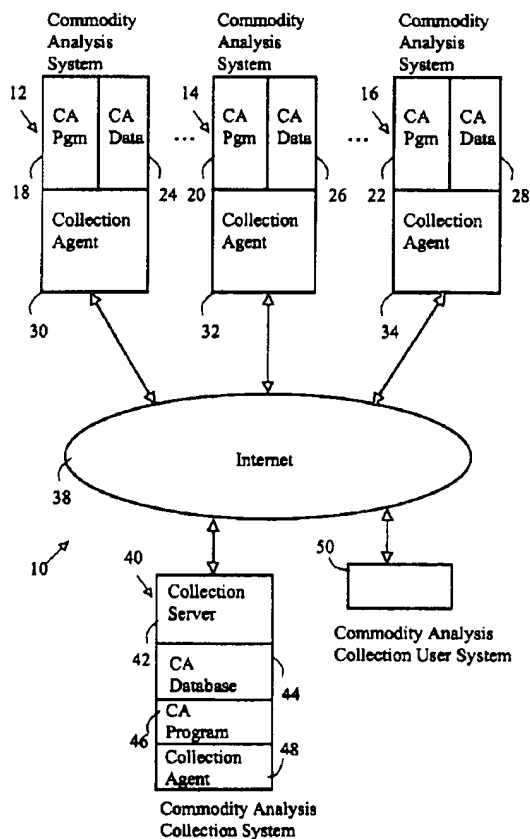 Commodity
Analysis
System
Commodity
Analysis
System
Commodity
Analysis
System
12
CA
Pgm
CA
Data
...
14
CA
Pgm
CA
Data
...
16
CA
Pgm
CA
Data
18
24
20
26
22
28
Collection
Agent
Collection
Agent
Collection
Agent
30
32
34
Internet
38
10
40
Collection
Server
42
CA
Database
44
CA
Program
46
Collection
Agent
48
Commodity Analysis
Collection System
50
Commodity Analysis
Collection User System